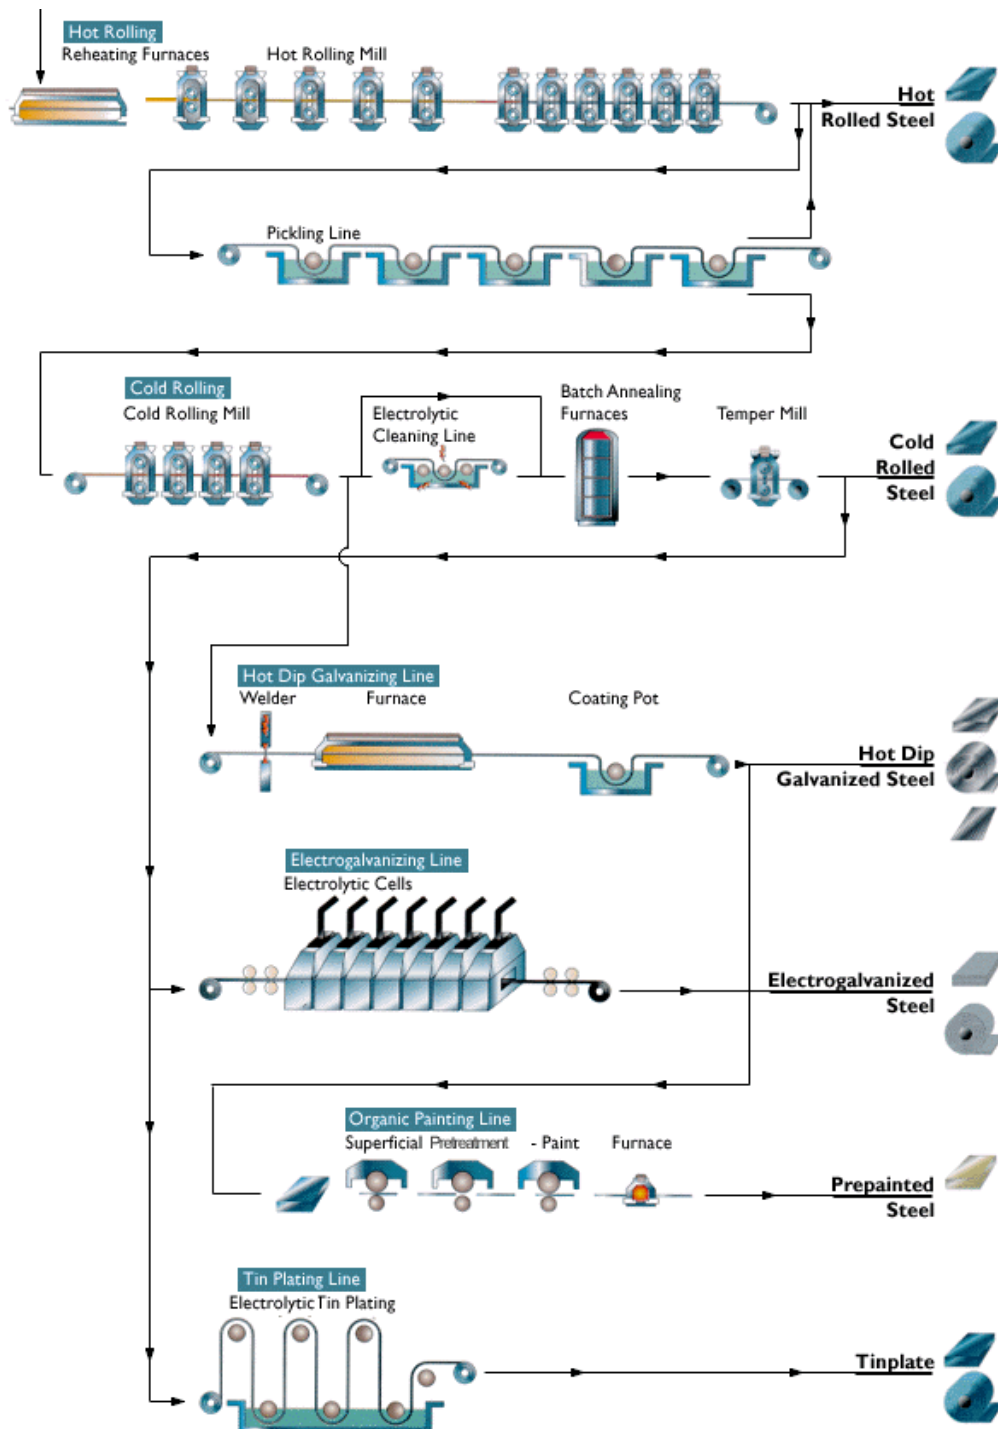 Hot Rolling
Reheating Furnaces
Hot Rolling Mill
Hot
Rolled Steel
Pickling Line
Cold Rolling
Cold Rolling Mill
Electrolytic
Cleaning Line
Batch Annealing
Furnaces
Temper Mill
Cold
Rolled
Steel
Hot Dip Galvanizing Line
Welder
Furnace
Coating Pot
Hot Dip
Galvanized Steel
Electrogalvanizing Line
Electrolytic Cells
Electrogalvanized
Steel
Organic Painting Line
Superficial Pretreatment - Paint
Furnace
Prepainted
Steel
Tin Plating Line
Electrolytic Tin Plating
Tinplate